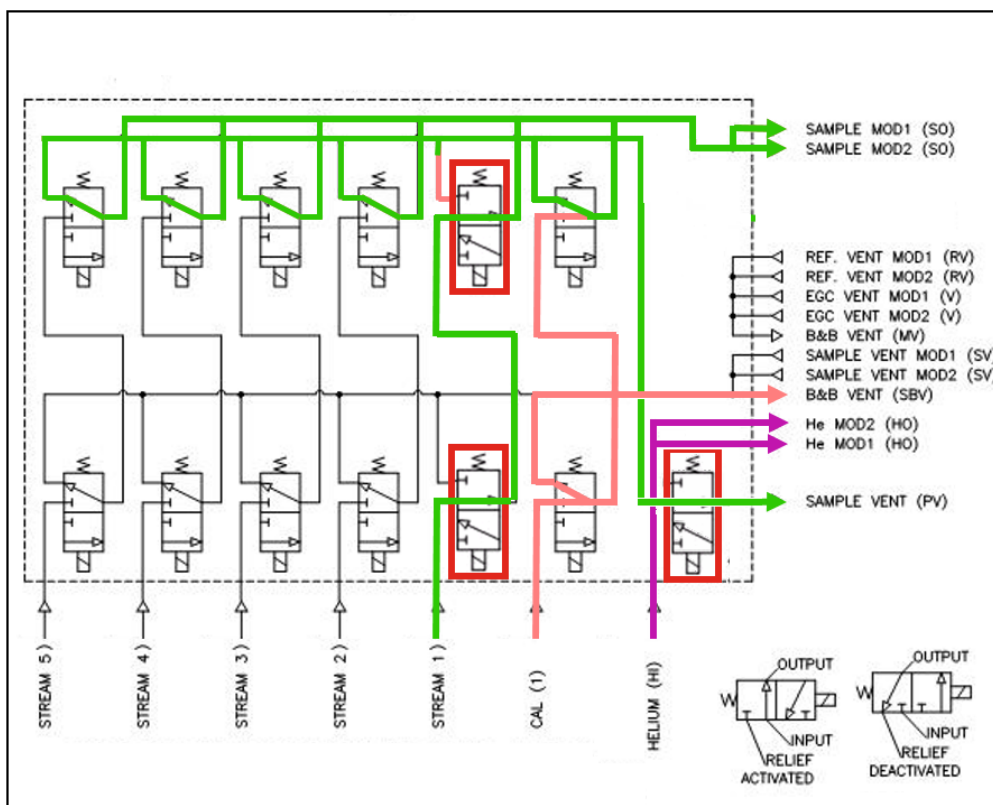 SAMPLE MOD1 (SO)
SAMPLE MOD2 (SO)
REF. VENT MOD1 (RV)
REF. VENT MOD2 (RV)
EGC VENT MOD1 (V)
EGC VENT MOD2 (V)
B&B VENT (MV)
SAMPLE VENT MOD1 (SV)
SAMPLE VENT MOD2 (SV)
B&B VENT (SBV)
He MOD2 (HO)
He MOD1 (HO)
SAMPLE VENT (PV)
STREAM 5)
STREAM 4)
STREAM 3)
STREAM 2)
STREAM 1)
CAL (1)
HELIUM (HI)
OUTPUT
INPUT
RELIEF
ACTIVATED
OUTPUT
INPUT
RELIEF
DEACTIVATED